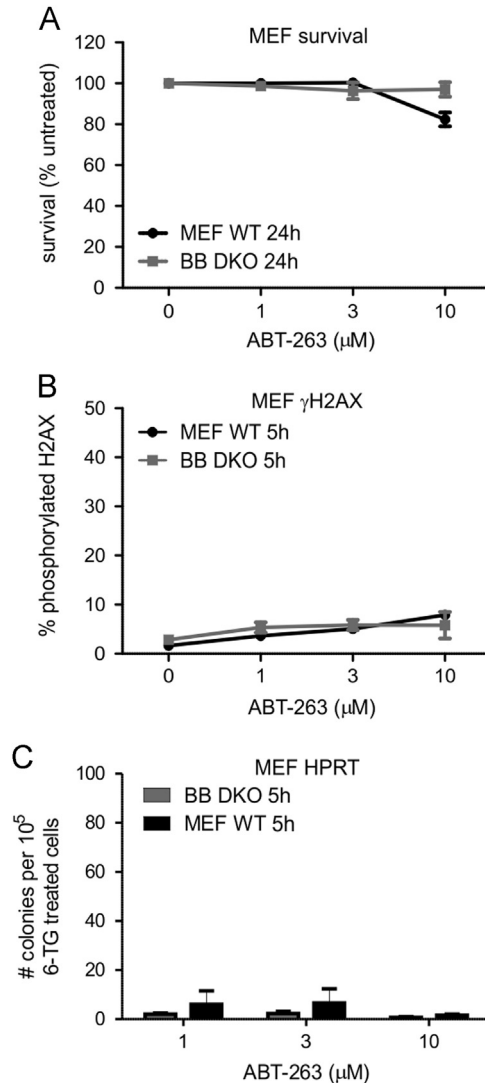 A
MEF survival
survival (% untreated)
120
100
80
60
40
20
0
MEF WT 24h
BB DKO 24h
0 1 3 10
ABT-263 (μM)
B
MEF γH2AX
% phosphorylated H2AX
50
40
30
20
10
0
MEF WT 5h
BB DKO 5h
0 1 3 10
ABT-263 (μM)
C
MEF HPRT
# colonies per 10⁵
6-TG treated cells
100
80
60
40
20
0
BB DKO 5h
MEF WT 5h
1 3 10
ABT-263 (μM)